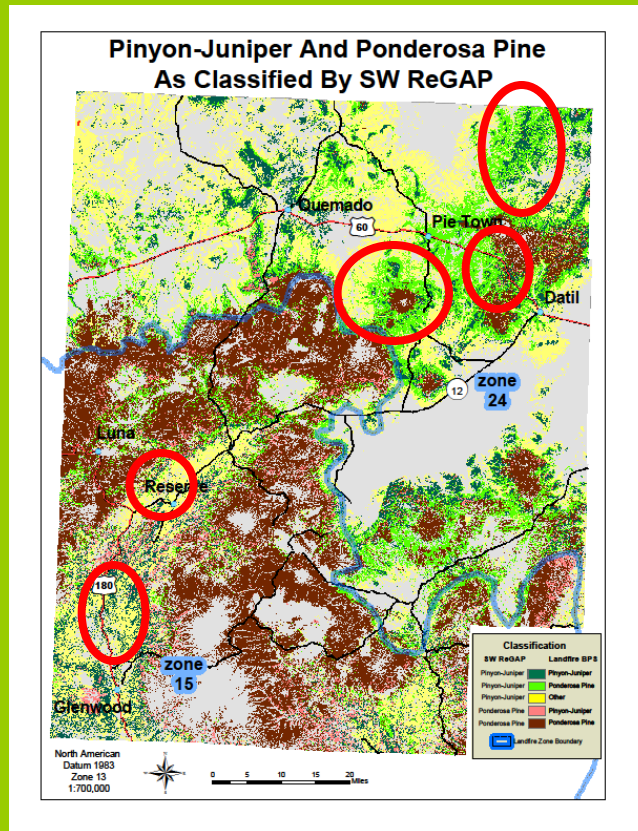 Pinyon-Juniper And Ponderosa Pine
As Classified By SW ReGAP
Quemado
60
Pie Town
Datil
zone
24
12
Luna
Reserve
180
zone
15
Glenwood
Classification
SW ReGAP Landfire BPS
Pinyon-Juniper Pinyon-Juniper
Pinyon-Juniper Ponderosa Pine
Pinyon-Juniper Other
Ponderosa Pine Pinyon-Juniper
Ponderosa Pine Ponderosa Pine
Landfire Zone Boundary
North American
Datum 1983
Zone 13
1:700,000
0 5 10 15 20
Miles